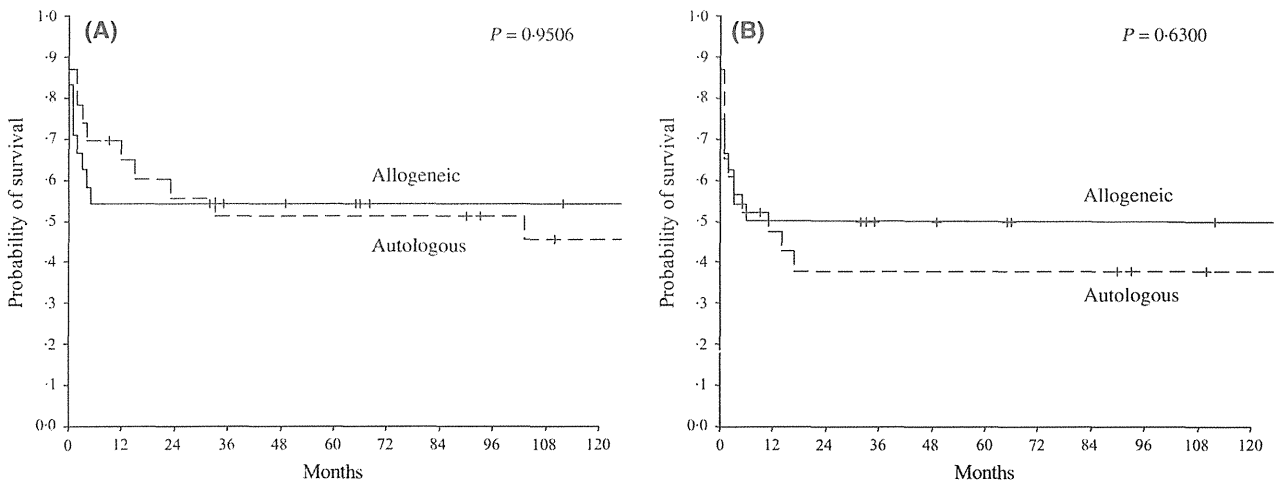 (A)
P = 0·9506
1·0
·9
·8
·7
·6
·5
·4
·3
·2
·1
0·0
Probability of survival
Allogeneic
Autologous
0 12 24 36 48 60 72 84 96 108 120
Months
(B)
P = 0·6300
1·0
·9
·8
·7
·6
·5
·4
·3
·2
·1
0·0
Probability of survival
Allogeneic
Autologous
0 12 24 36 48 60 72 84 96 108 120
Months